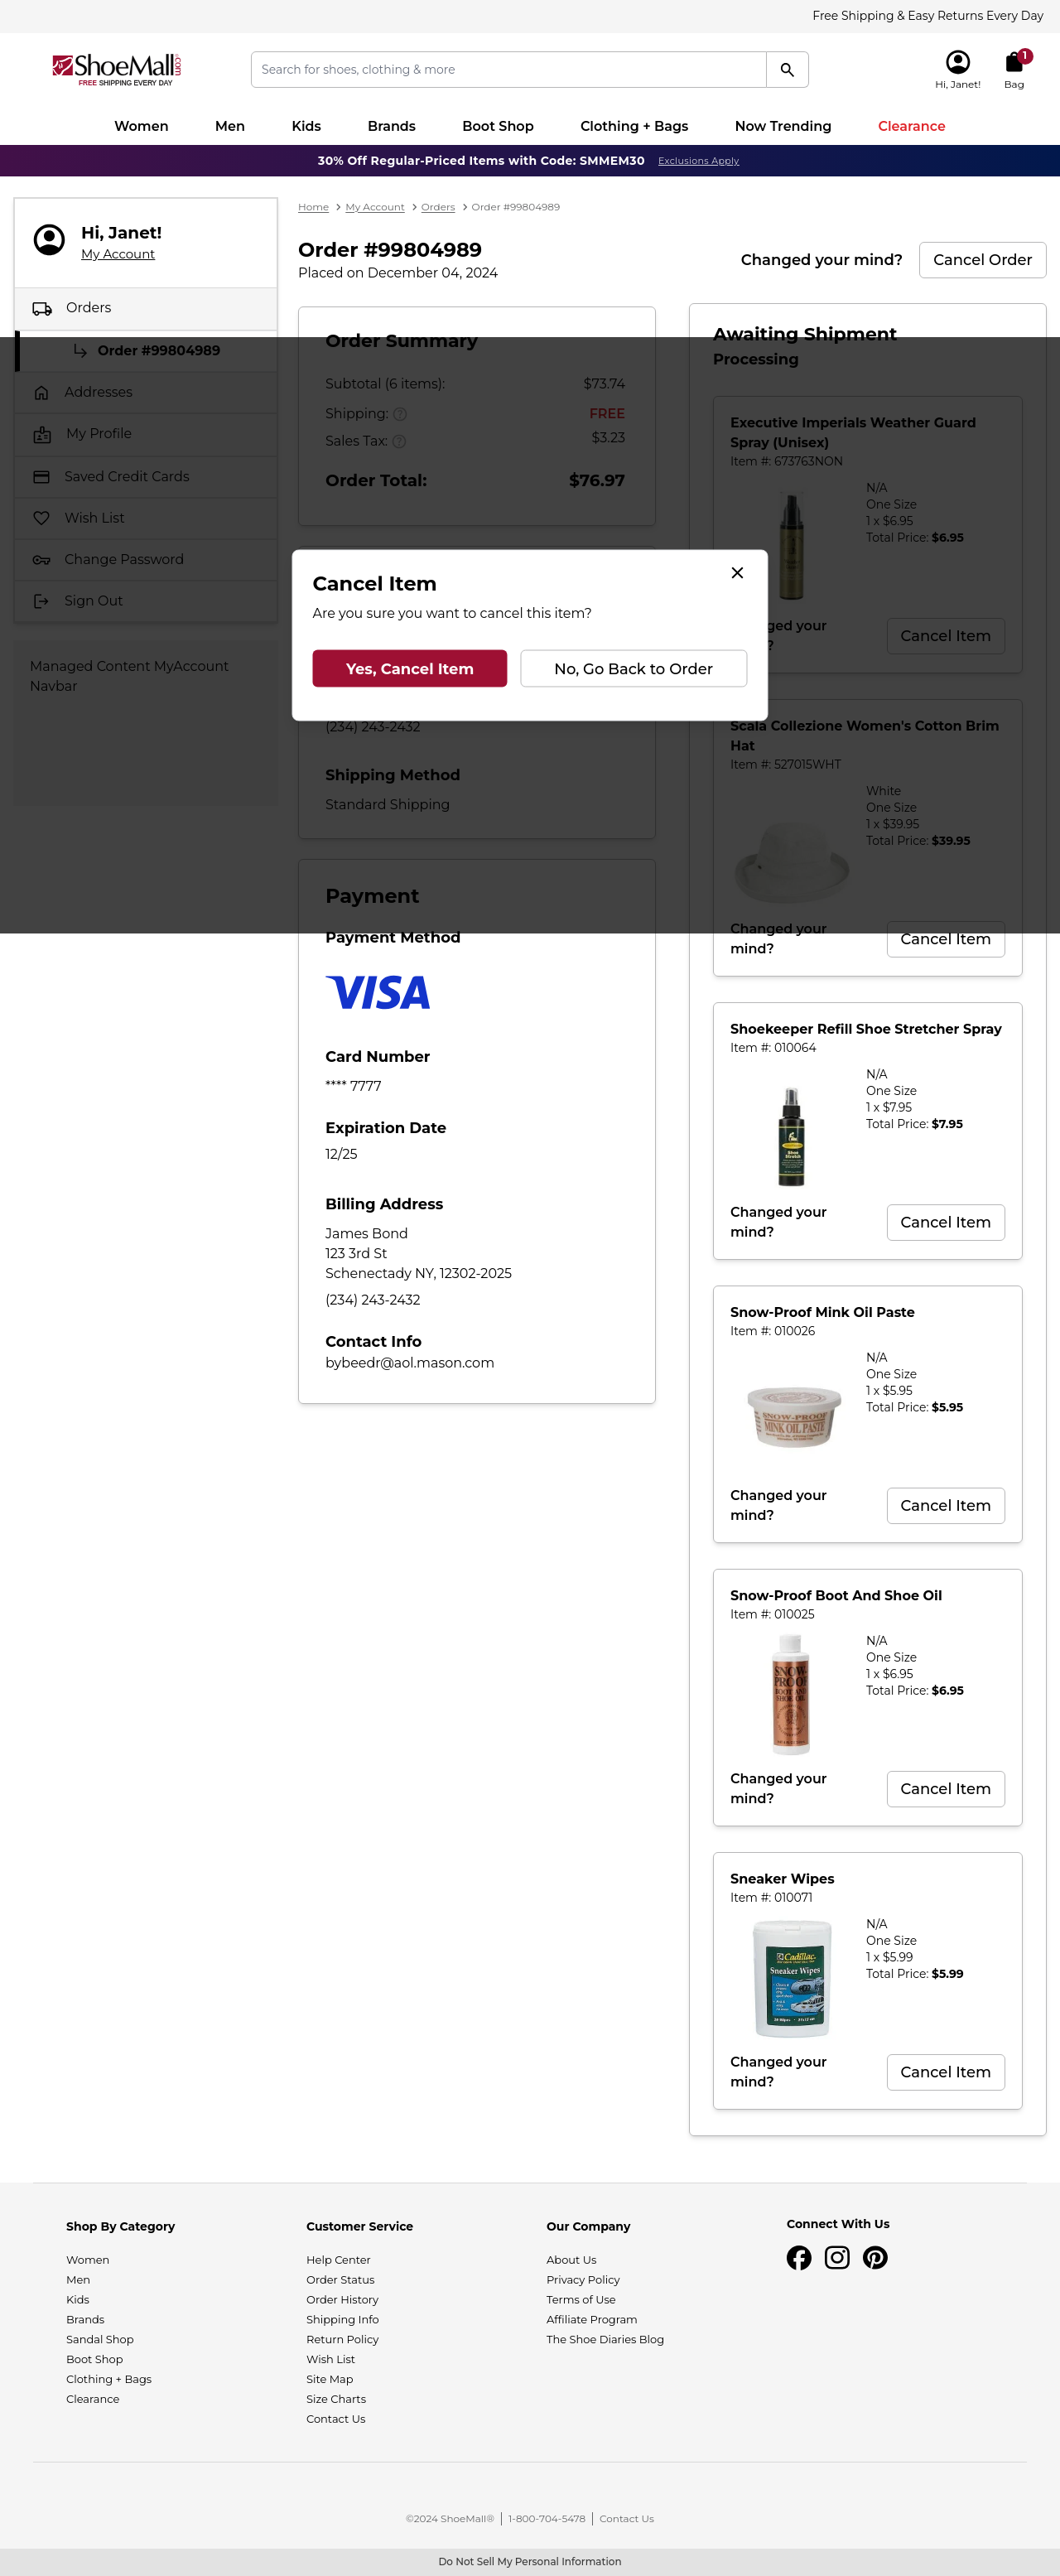 Free Shipping & Easy Returns Every Day
ShoeMall.com
FREE SHIPPING EVERY DAY
Search for shoes, clothing & more
Hi, Janet!
1
Bag
Women
Men
Kids
Brands
Boot Shop
Clothing + Bags
Now Trending
Clearance
30% Off Regular-Priced Items with Code: SMMEM30
Exclusions Apply
Hi, Janet!
My Account
Orders
Order #99804989
Addresses
My Profile
Saved Credit Cards
Wish List
Change Password
Sign Out
Managed Content MyAccount
Navbar
Home > My Account > Orders > Order #99804989
Order #99804989
Placed on December 04, 2024
Changed your mind?
Cancel Order
Order Summary
Subtotal (6 items):
$73.74
Shipping:
FREE
Sales Tax:
$3.23
Order Total:
$76.97
Cancel Item
Are you sure you want to cancel this item?
Yes, Cancel Item
No, Go Back to Order
(234) 243-2432
Shipping Method
Standard Shipping
Payment
Payment Method
VISA
Card Number
**** 7777
Expiration Date
12/25
Billing Address
James Bond
123 3rd St
Schenectady NY, 12302-2025
(234) 243-2432
Contact Info
bybeedr@aol.mason.com
Awaiting Shipment
Processing
Executive Imperials Weather Guard
Spray (Unisex)
Item #: 673763NON
N/A
One Size
1 x $6.95
Total Price: $6.95
your
Cancel Item
Scala Collezione Women's Cotton Brim
Hat
Item #: 527015WHT
White
One Size
1 x $39.95
Total Price: $39.95
Changed your
mind?
Cancel Item
Shoekeeper Refill Shoe Stretcher Spray
Item #: 010064
N/A
One Size
1 x $7.95
Total Price: $7.95
Shoe
Stretch
Changed your
mind?
Cancel Item
Snow-Proof Mink Oil Paste
Item #: 010026
N/A
One Size
1 x $5.95
Total Price: $5.95
SNOW-PROOF
MINK OIL PASTE
Changed your
mind?
Cancel Item
Snow-Proof Boot And Shoe Oil
Item #: 010025
N/A
One Size
1 x $6.95
Total Price: $6.95
SNOW-
PROOF
BOOT AND
SHOE OIL
Changed your
mind?
Cancel Item
Sneaker Wipes
Item #: 010071
N/A
One Size
1 x $5.99
Total Price: $5.99
Cadillac
Sneaker Wipes
Changed your
mind?
Cancel Item
Shop By Category
Women
Men
Kids
Brands
Sandal Shop
Boot Shop
Clothing + Bags
Clearance
Customer Service
Help Center
Order Status
Order History
Shipping Info
Return Policy
Wish List
Site Map
Size Charts
Contact Us
Our Company
About Us
Privacy Policy
Terms of Use
Affiliate Program
The Shoe Diaries Blog
Connect With Us
©2024 ShoeMall® | 1-800-704-5478 | Contact Us
Do Not Sell My Personal Information